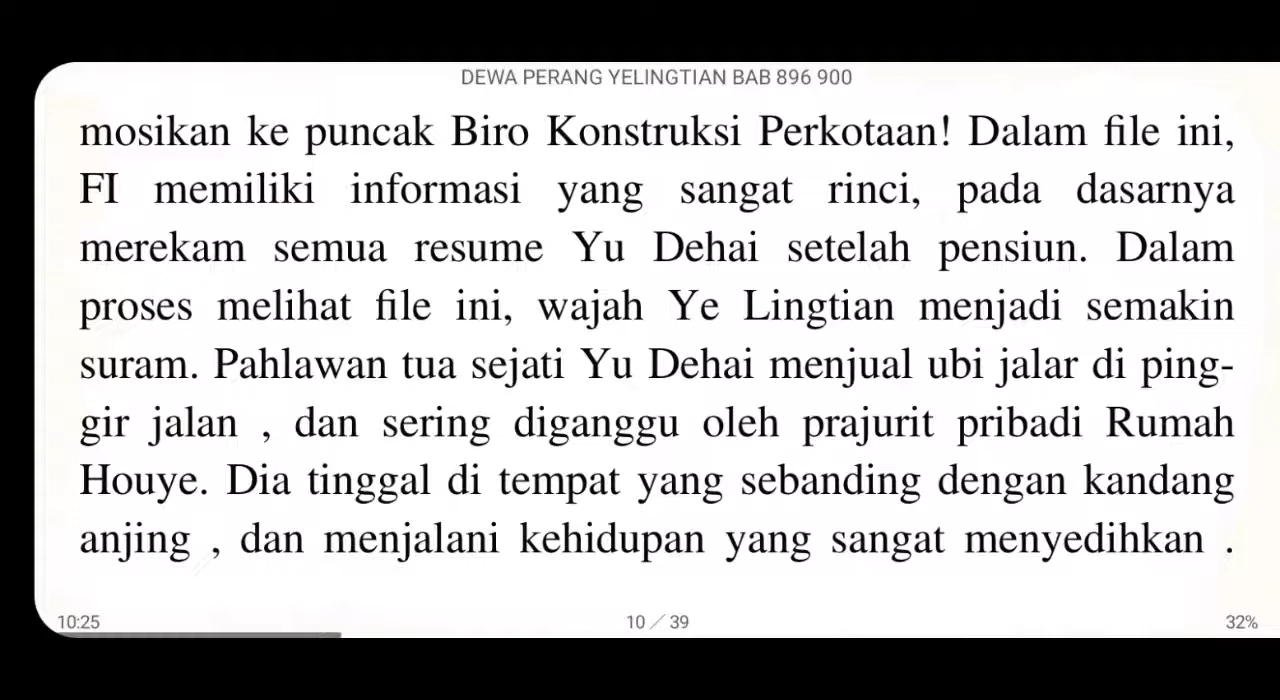 DEWA PERANG YELINGTIAN BAB 896 900
mosikan ke puncak Biro Konstruksi Perkotaan! Dalam file ini,
FI memiliki informasi yang sangat rinci, pada dasarnya
merekam semua resume Yu Dehai setelah pensiun. Dalam
proses melihat file ini, wajah Ye Lingtian menjadi semakin
suram. Pahlawan tua sejati Yu Dehai menjual ubi jalar di ping-
gir jalan , dan sering diganggu oleh prajurit pribadi Rumah
Houye. Dia tinggal di tempat yang sebanding dengan kandang
anjing , dan menjalani kehidupan yang sangat menyedihkan .
10:25 10 / 39 32%